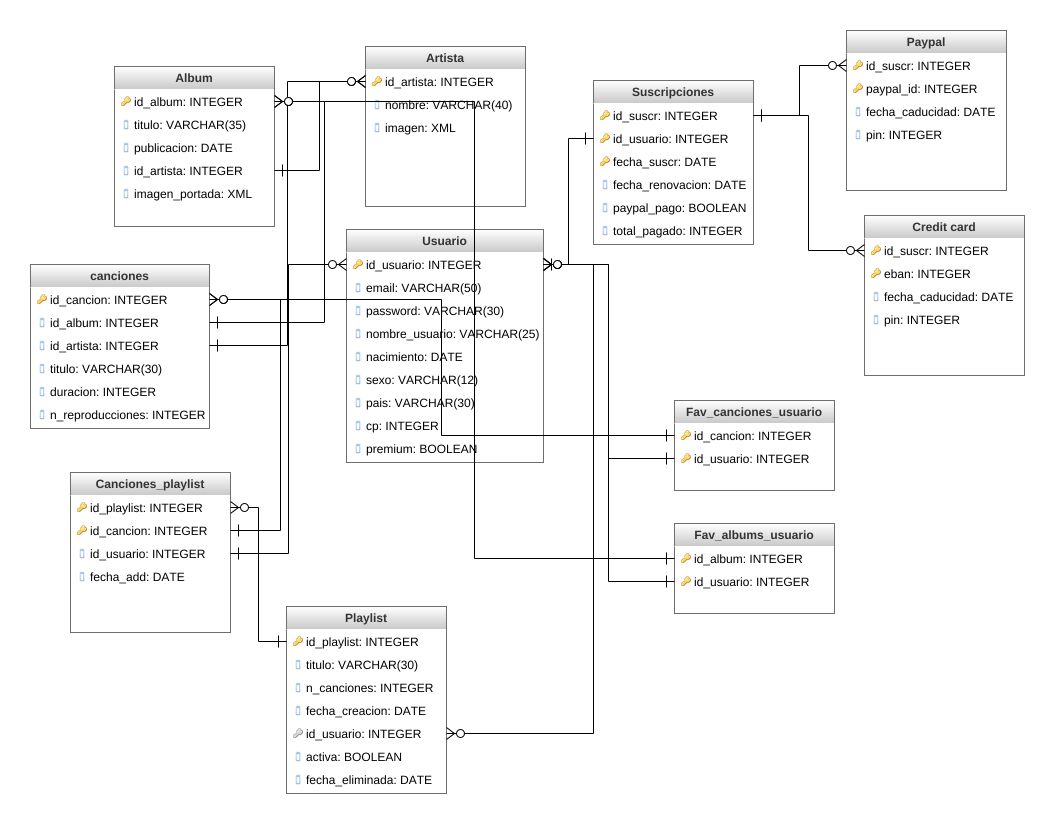 Album
id_album: INTEGER
titulo: VARCHAR(35)
publicacion: DATE
id_artista: INTEGER
imagen_portada: XML
Artista
id_artista: INTEGER
nombre: VARCHAR(40)
imagen: XML
Suscripciones
id_suscr: INTEGER
id_usuario: INTEGER
fecha_suscr: DATE
fecha_renovacion: DATE
paypal_pago: BOOLEAN
total_pagado: INTEGER
Paypal
id_suscr: INTEGER
paypal_id: INTEGER
fecha_caducidad: DATE
pin: INTEGER
Credit card
id_suscr: INTEGER
eban: INTEGER
fecha_caducidad: DATE
pin: INTEGER
Usuario
id_usuario: INTEGER
email: VARCHAR(50)
password: VARCHAR(30)
nombre_usuario: VARCHAR(25)
nacimiento: DATE
sexo: VARCHAR(12)
pais: VARCHAR(30)
cp: INTEGER
premium: BOOLEAN
canciones
id_cancion: INTEGER
id_album: INTEGER
id_artista: INTEGER
titulo: VARCHAR(30)
duracion: INTEGER
n_reproducciones: INTEGER
Fav_canciones_usuario
id_cancion: INTEGER
id_usuario: INTEGER
Canciones_playlist
id_playlist: INTEGER
id_cancion: INTEGER
id_usuario: INTEGER
fecha_add: DATE
Fav_albums_usuario
id_album: INTEGER
id_usuario: INTEGER
Playlist
id_playlist: INTEGER
titulo: VARCHAR(30)
n_canciones: INTEGER
fecha_creacion: DATE
id_usuario: INTEGER
activa: BOOLEAN
fecha_eliminada: DATE